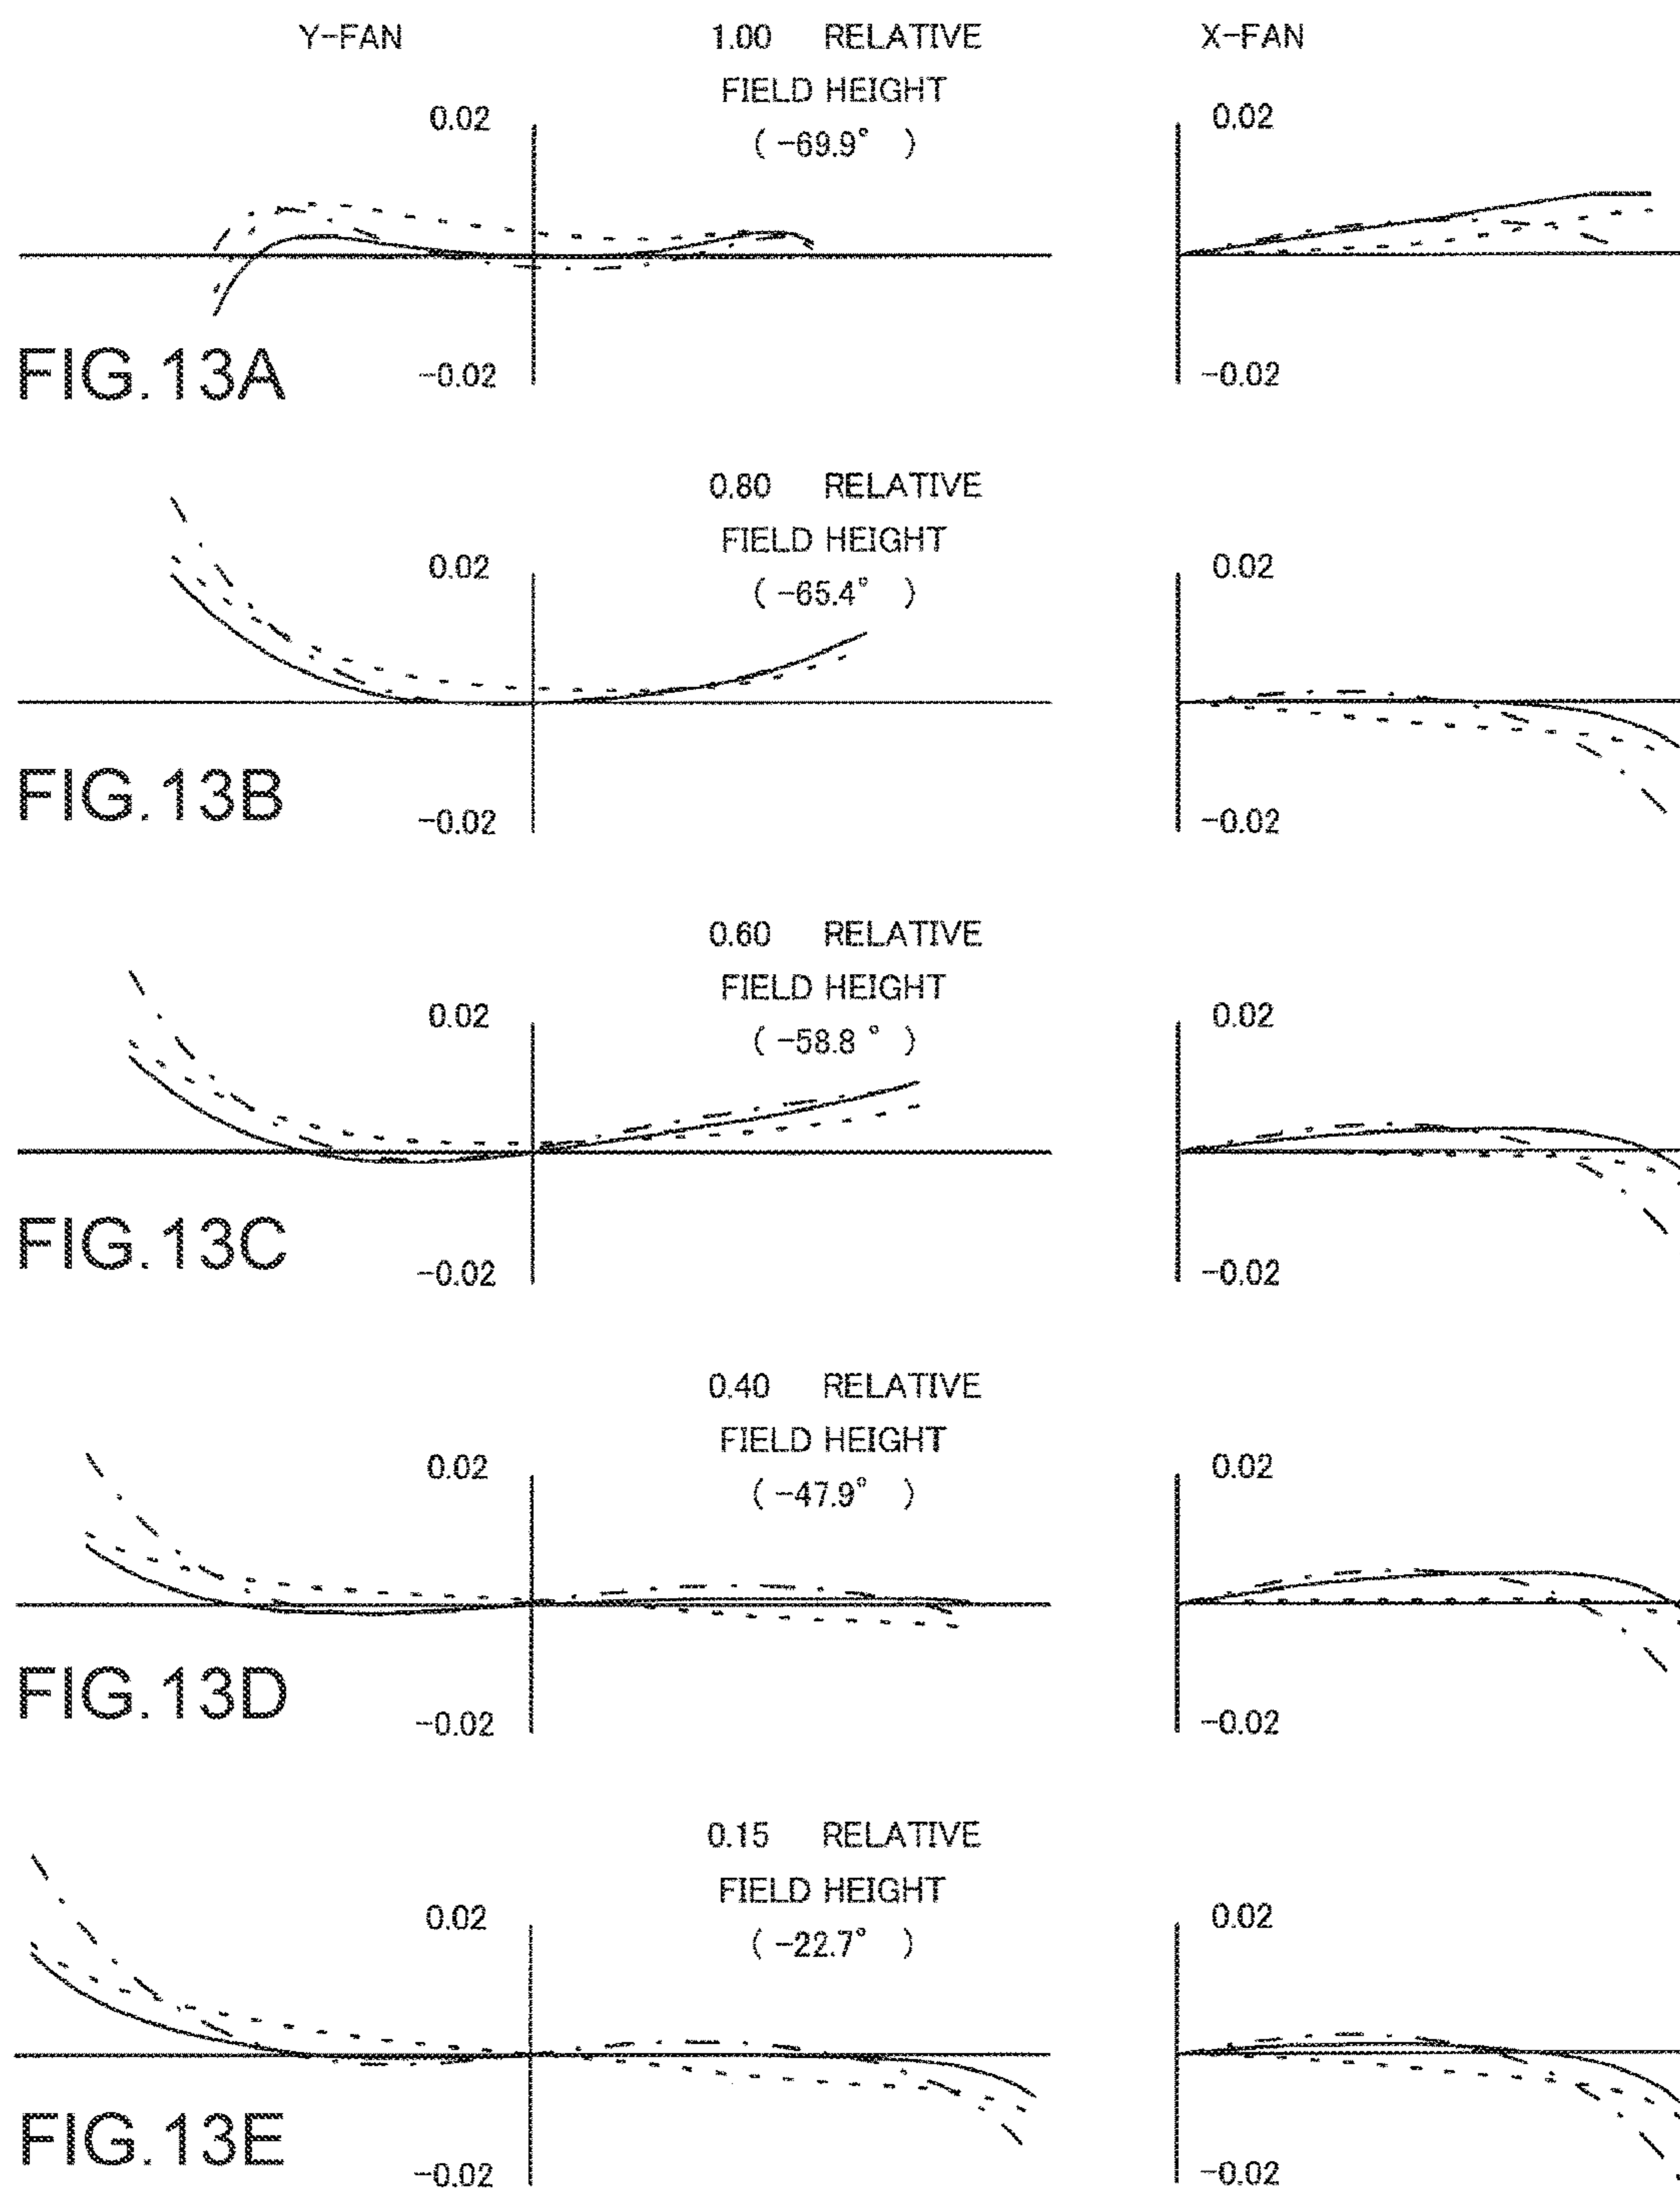 Y-FAN 1.00 RELATIVE X-FAN
FIELD HEIGHT
0.02 (-69.9°) 0.02
FIG.13A -0.02 -0.02
0.80 RELATIVE
FIELD HEIGHT
0.02 (-65.4°) 0.02
FIG.13B -0.02 -0.02
0.60 RELATIVE
FIELD HEIGHT
0.02 (-58.8°) 0.02
FIG.13C -0.02 -0.02
0.40 RELATIVE
FIELD HEIGHT
0.02 (-47.9°) 0.02
FIG.13D -0.02 -0.02
0.15 RELATIVE
FIELD HEIGHT
0.02 (-22.7°) 0.02
FIG.13E -0.02 -0.02